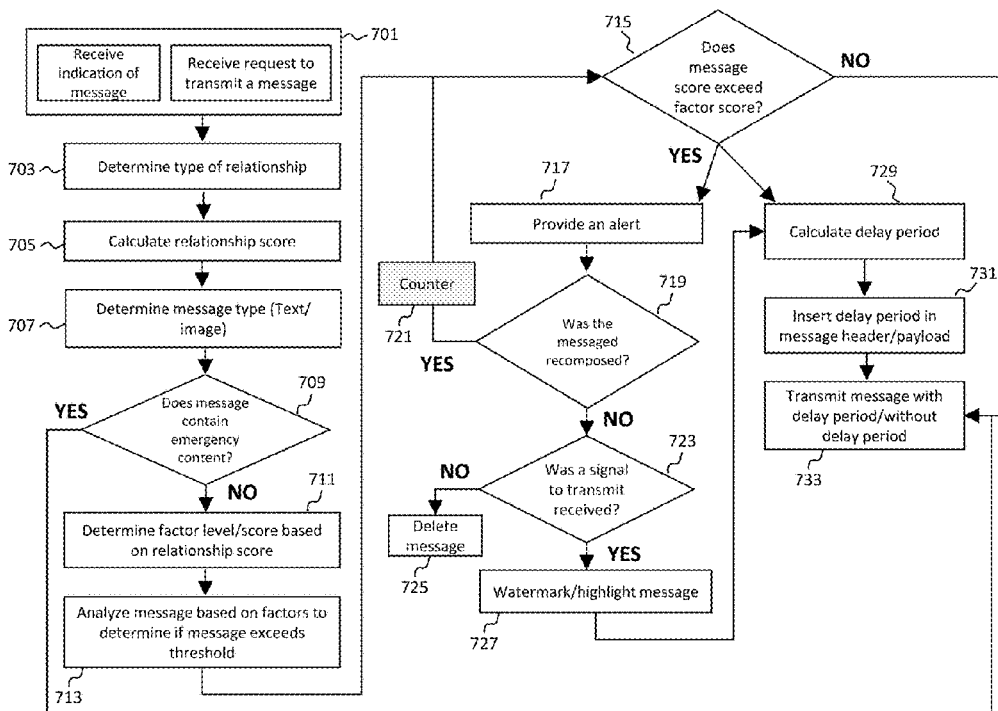 701
Receive
indication of
message
Receive request to
transmit a message
703
Determine type of relationship
705
Calculate relationship score
707
Determine message type (Text/
image)
709
Does message
contain
emergency
content?
YES
NO
711
Determine factor level/score based
on relationship score
Analyze message based on factors to
determine if message exceeds
threshold
713
715
Does
message
score exceed
factor score?
NO
YES
717
Provide an alert
719
Was the
messaged
recomposed?
YES
NO
Counter
721
723
Was a signal
to transmit
received?
NO
YES
Delete
message
725
Watermark/highlight message
727
729
Calculate delay period
731
Insert delay period in
message header/payload
Transmit message with
delay period/without
delay period
733